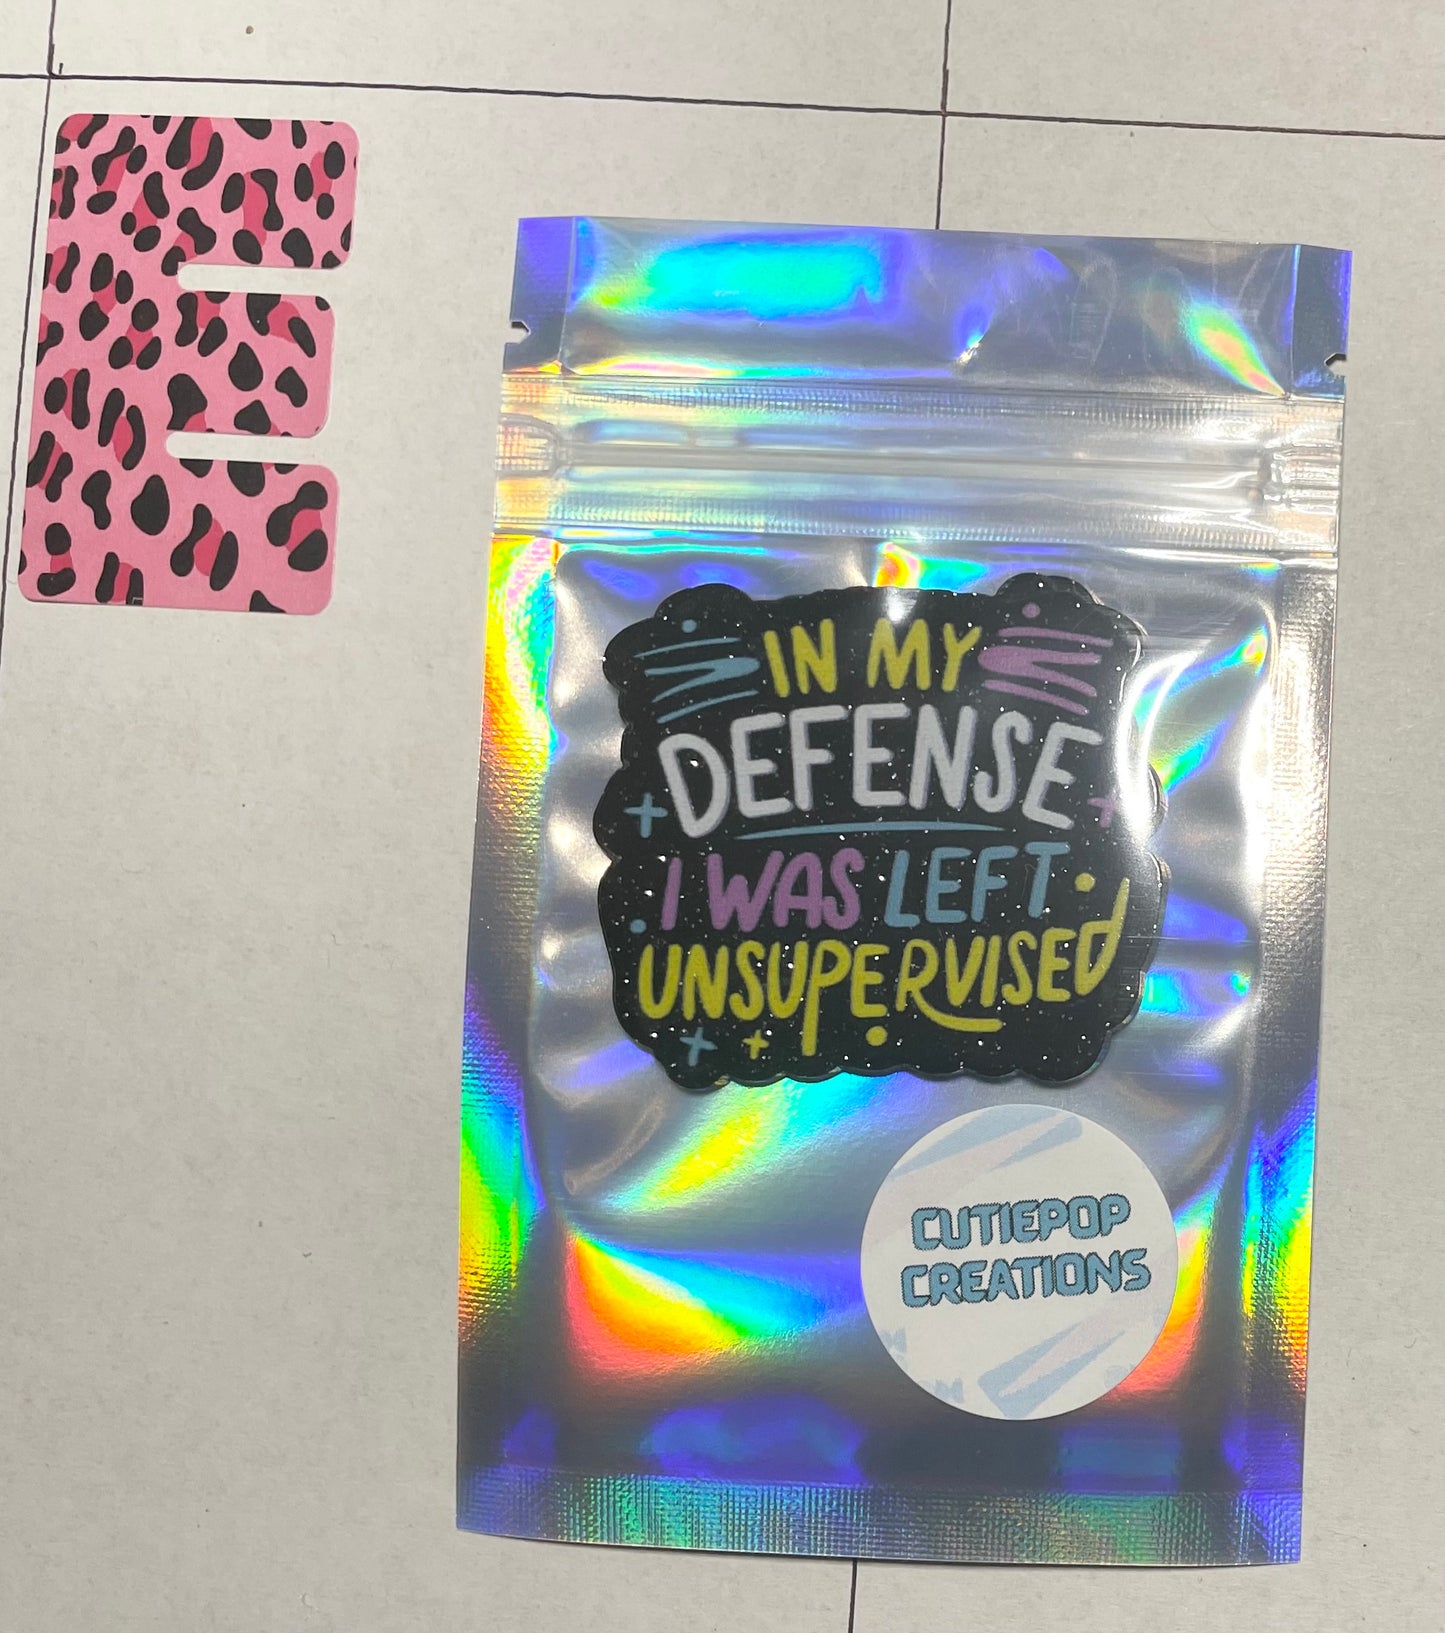 E
IN MY
DEFENSE
I WAS LEFT
UNSUPERVISED
CUTIEPOP
CREATIONS